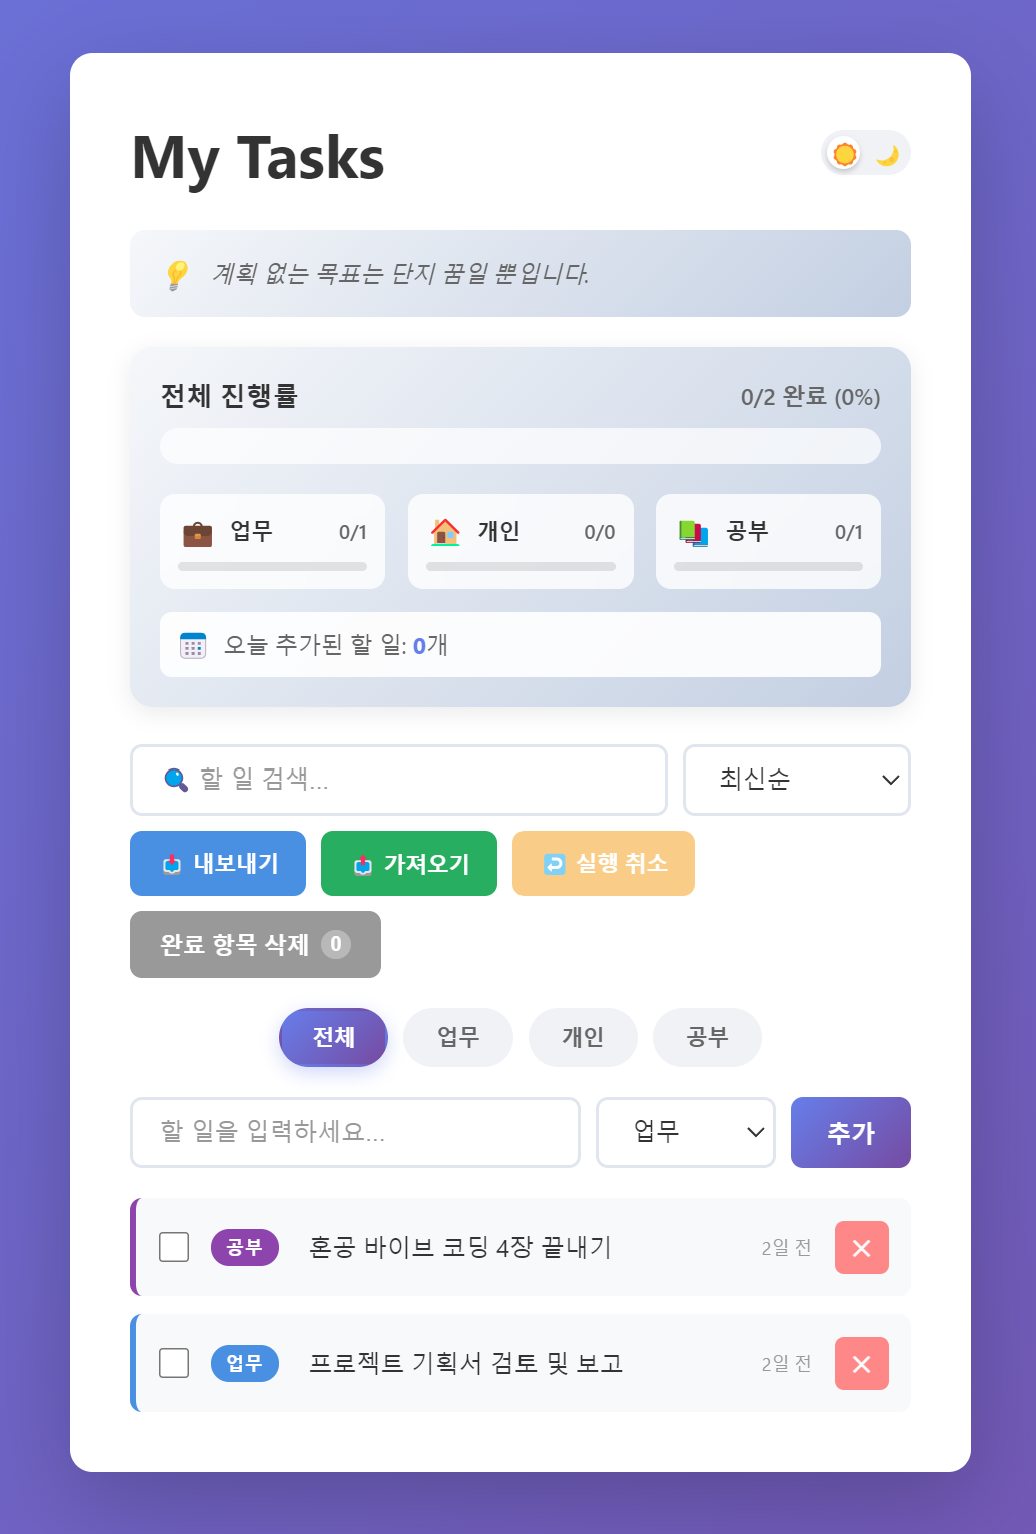 My Tasks
계획 없는 목표는 단지 꿈일 뿐입니다.
전체 진행률 0/2 완료 (0%)
업무 0/1 개인 0/0 공부 0/1
오늘 추가된 할 일: 0개
할 일 검색... 최신순
내보내기 가져오기 실행 취소
완료 항목 삭제 0
전체 업무 개인 공부
할 일을 입력하세요... 업무 추가
공부 혼공 바이브 코딩 4장 끝내기 2일 전
업무 프로젝트 기획서 검토 및 보고 2일 전